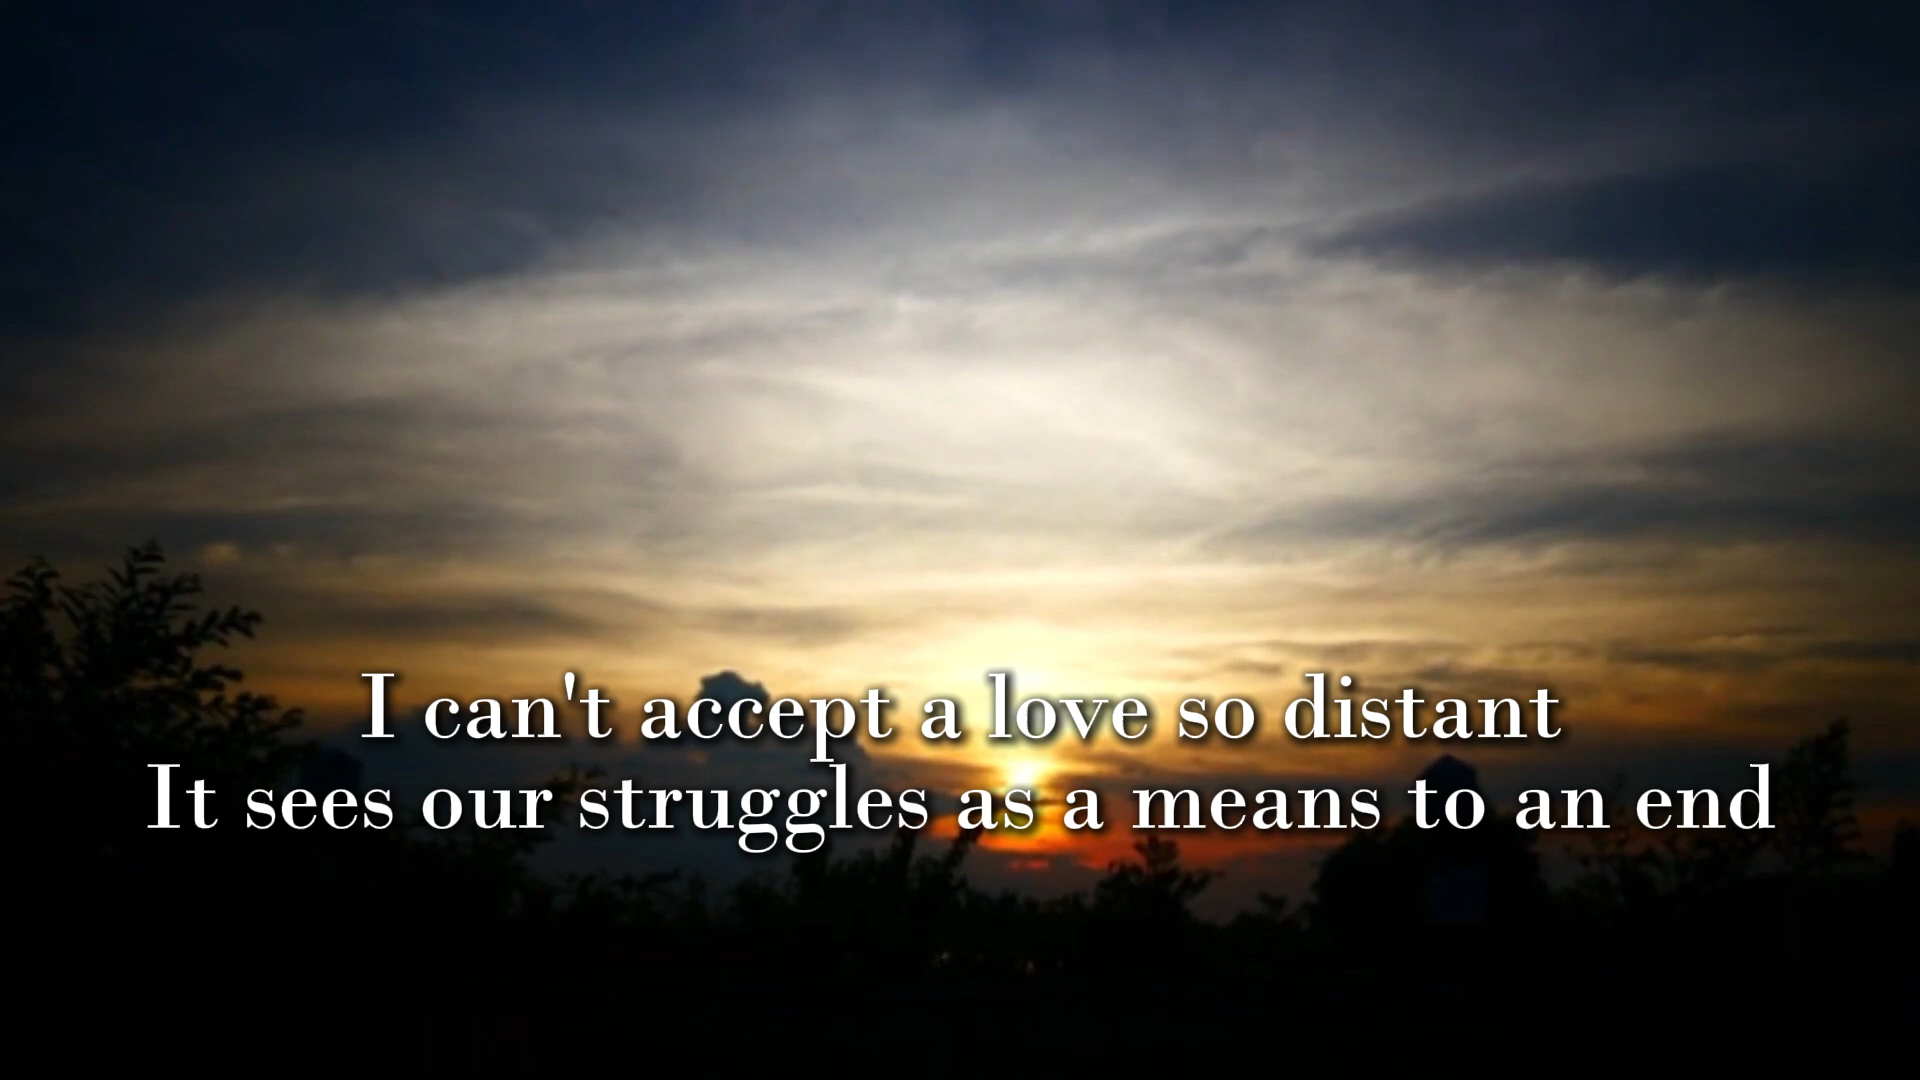 I can't accept a love so distant
It sees our struggles as a means to an end